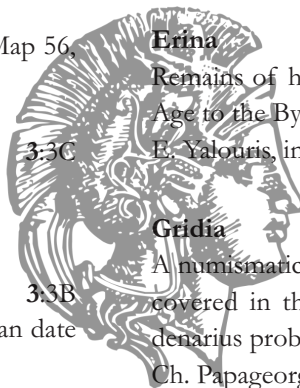 Map 56,
3:3C
3:3B
an date
Erina
Remains of h
Age to the By
E. Yalouris, in
Gridia
A numismatic
covered in th
denarius prob
Ch. Papageorg